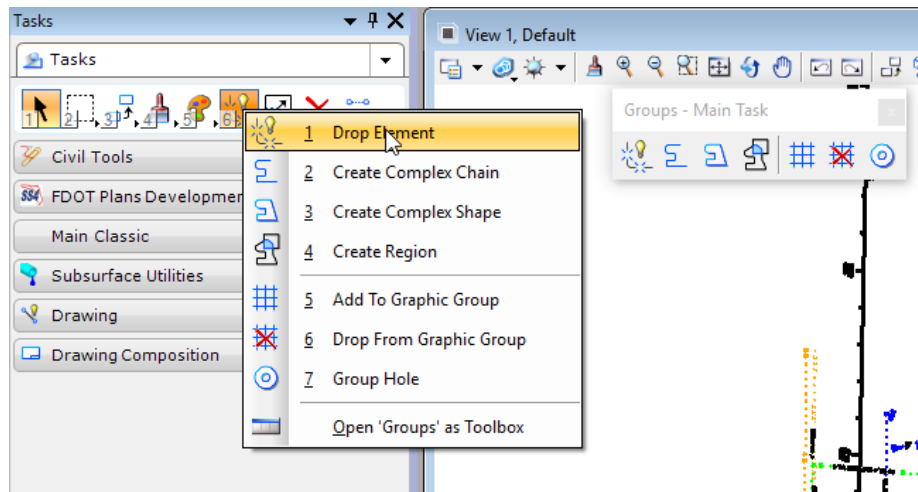 Tasks
View 1, Default
Tasks
1 2 3 4 5 6
Groups - Main Task
x
1 Drop Element
Civil Tools
2 Create Complex Chain
SS4 FDOT Plans Developmen
3 Create Complex Shape
Main Classic
4 Create Region
Subsurface Utilities
5 Add To Graphic Group
Drawing
6 Drop From Graphic Group
Drawing Composition
7 Group Hole
Open 'Groups' as Toolbox